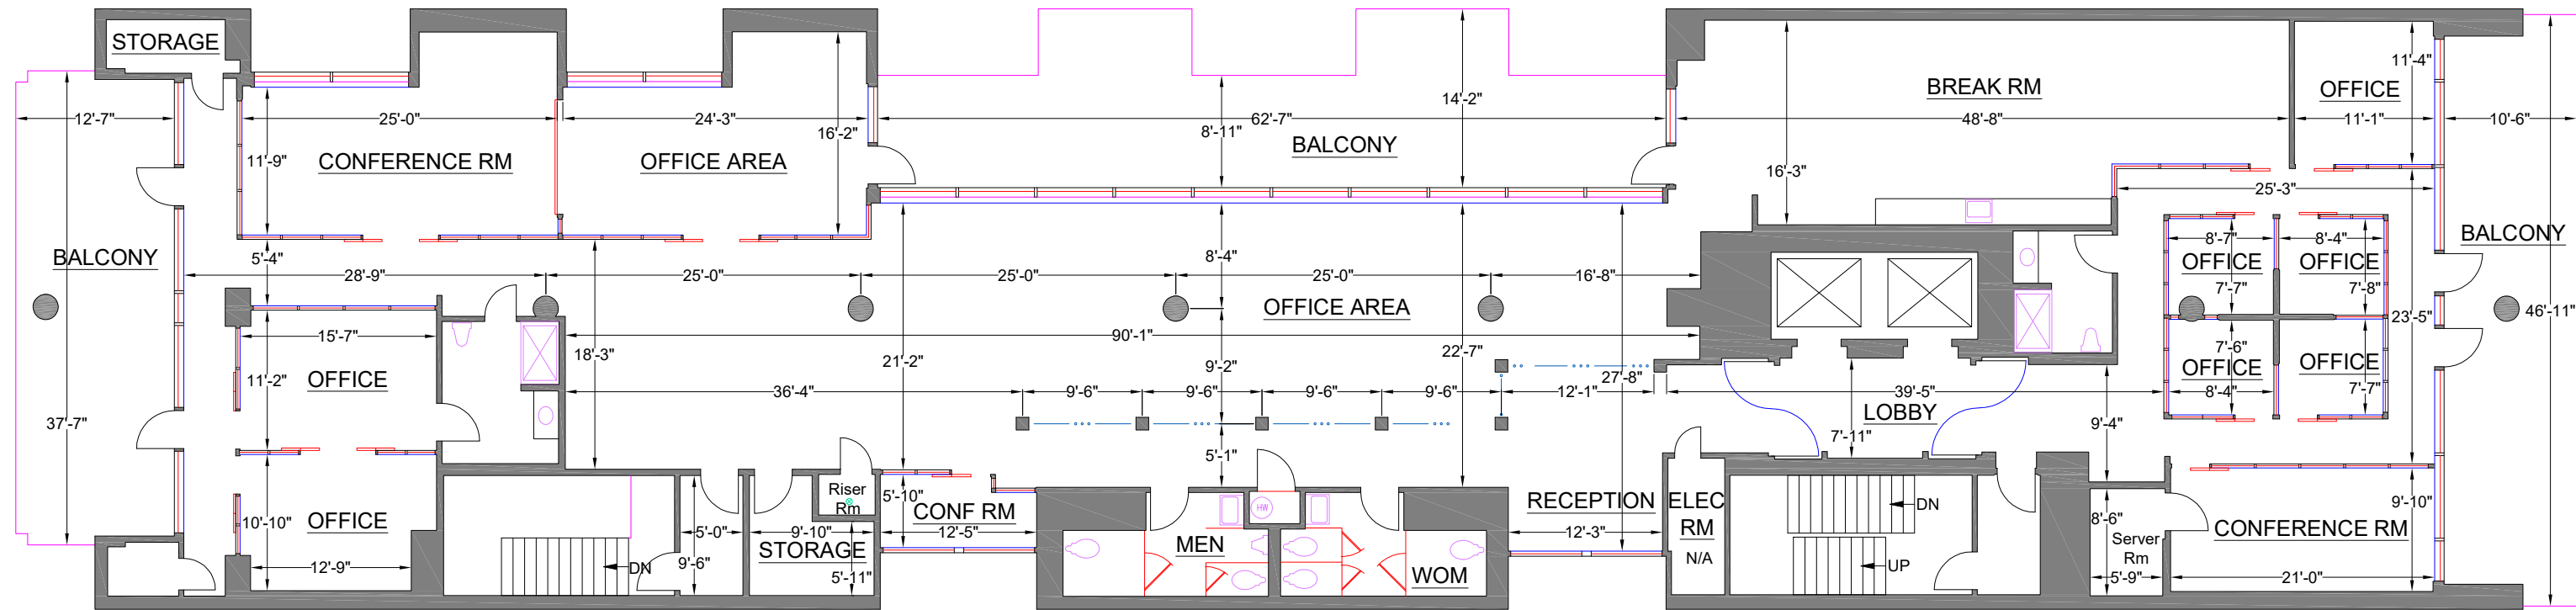 STORAGE
BALCONY
12'-7"
37'-7"
25'-0"
11'-9"
CONFERENCE RM
24'-3"
16'-2"
OFFICE AREA
62'-7"
8'-11"
14'-2"
BALCONY
BREAK RM
48'-8"
16'-3"
11'-4"
OFFICE
11'-1"
10'-6"
BALCONY
46'-11"
25'-3"
5'-4"
28'-9"
25'-0"
25'-0"
25'-0"
16'-8"
8'-4"
OFFICE AREA
90'-1"
18'-3"
21'-2"
22'-7"
27'-8"
9'-2"
36'-4"
9'-6"
9'-6"
9'-6"
9'-6"
12'-1"
39'-5"
5'-1"
15'-7"
11'-2"
OFFICE
10'-10"
OFFICE
12'-9"
8'-7"
OFFICE
7'-7"
8'-4"
OFFICE
7'-8"
23'-5"
7'-6"
OFFICE
8'-4"
OFFICE
7'-7"
LOBBY
7'-11"
9'-4"
DN
5'-0"
9'-6"
9'-10"
STORAGE
5'-11"
Riser
Rm
5'-10"
CONF RM
12'-5"
MEN
HW
WOM
RECEPTION
12'-3"
ELEC
RM
N/A
DN
UP
8'-6"
Server
Rm
5'-9"
CONFERENCE RM
9'-10"
21'-0"